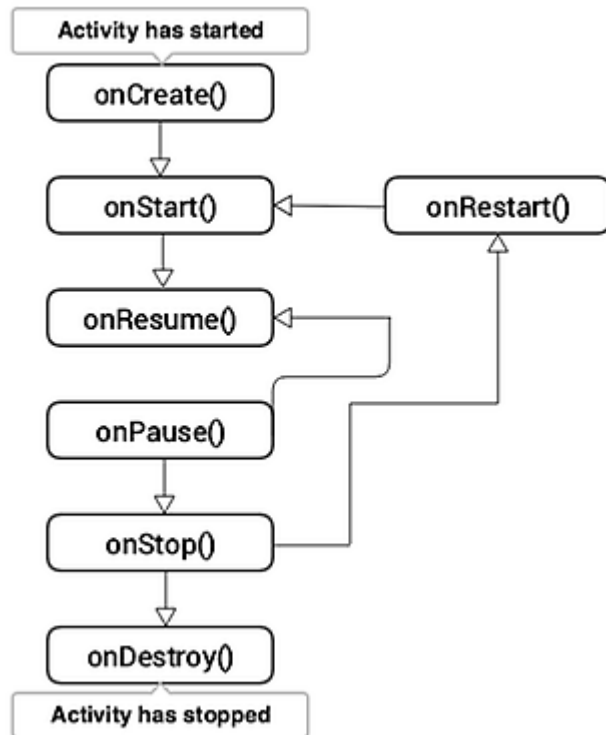 Activity has started
onCreate()
onStart()
onRestart()
onResume()
onPause()
onStop()
onDestroy()
Activity has stopped